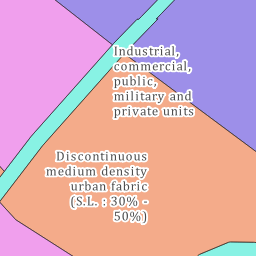 Industrial,
commercial,
public,
military and
private units
Discontinuous
medium density
urban fabric
(S.L. : 30% -
50%)